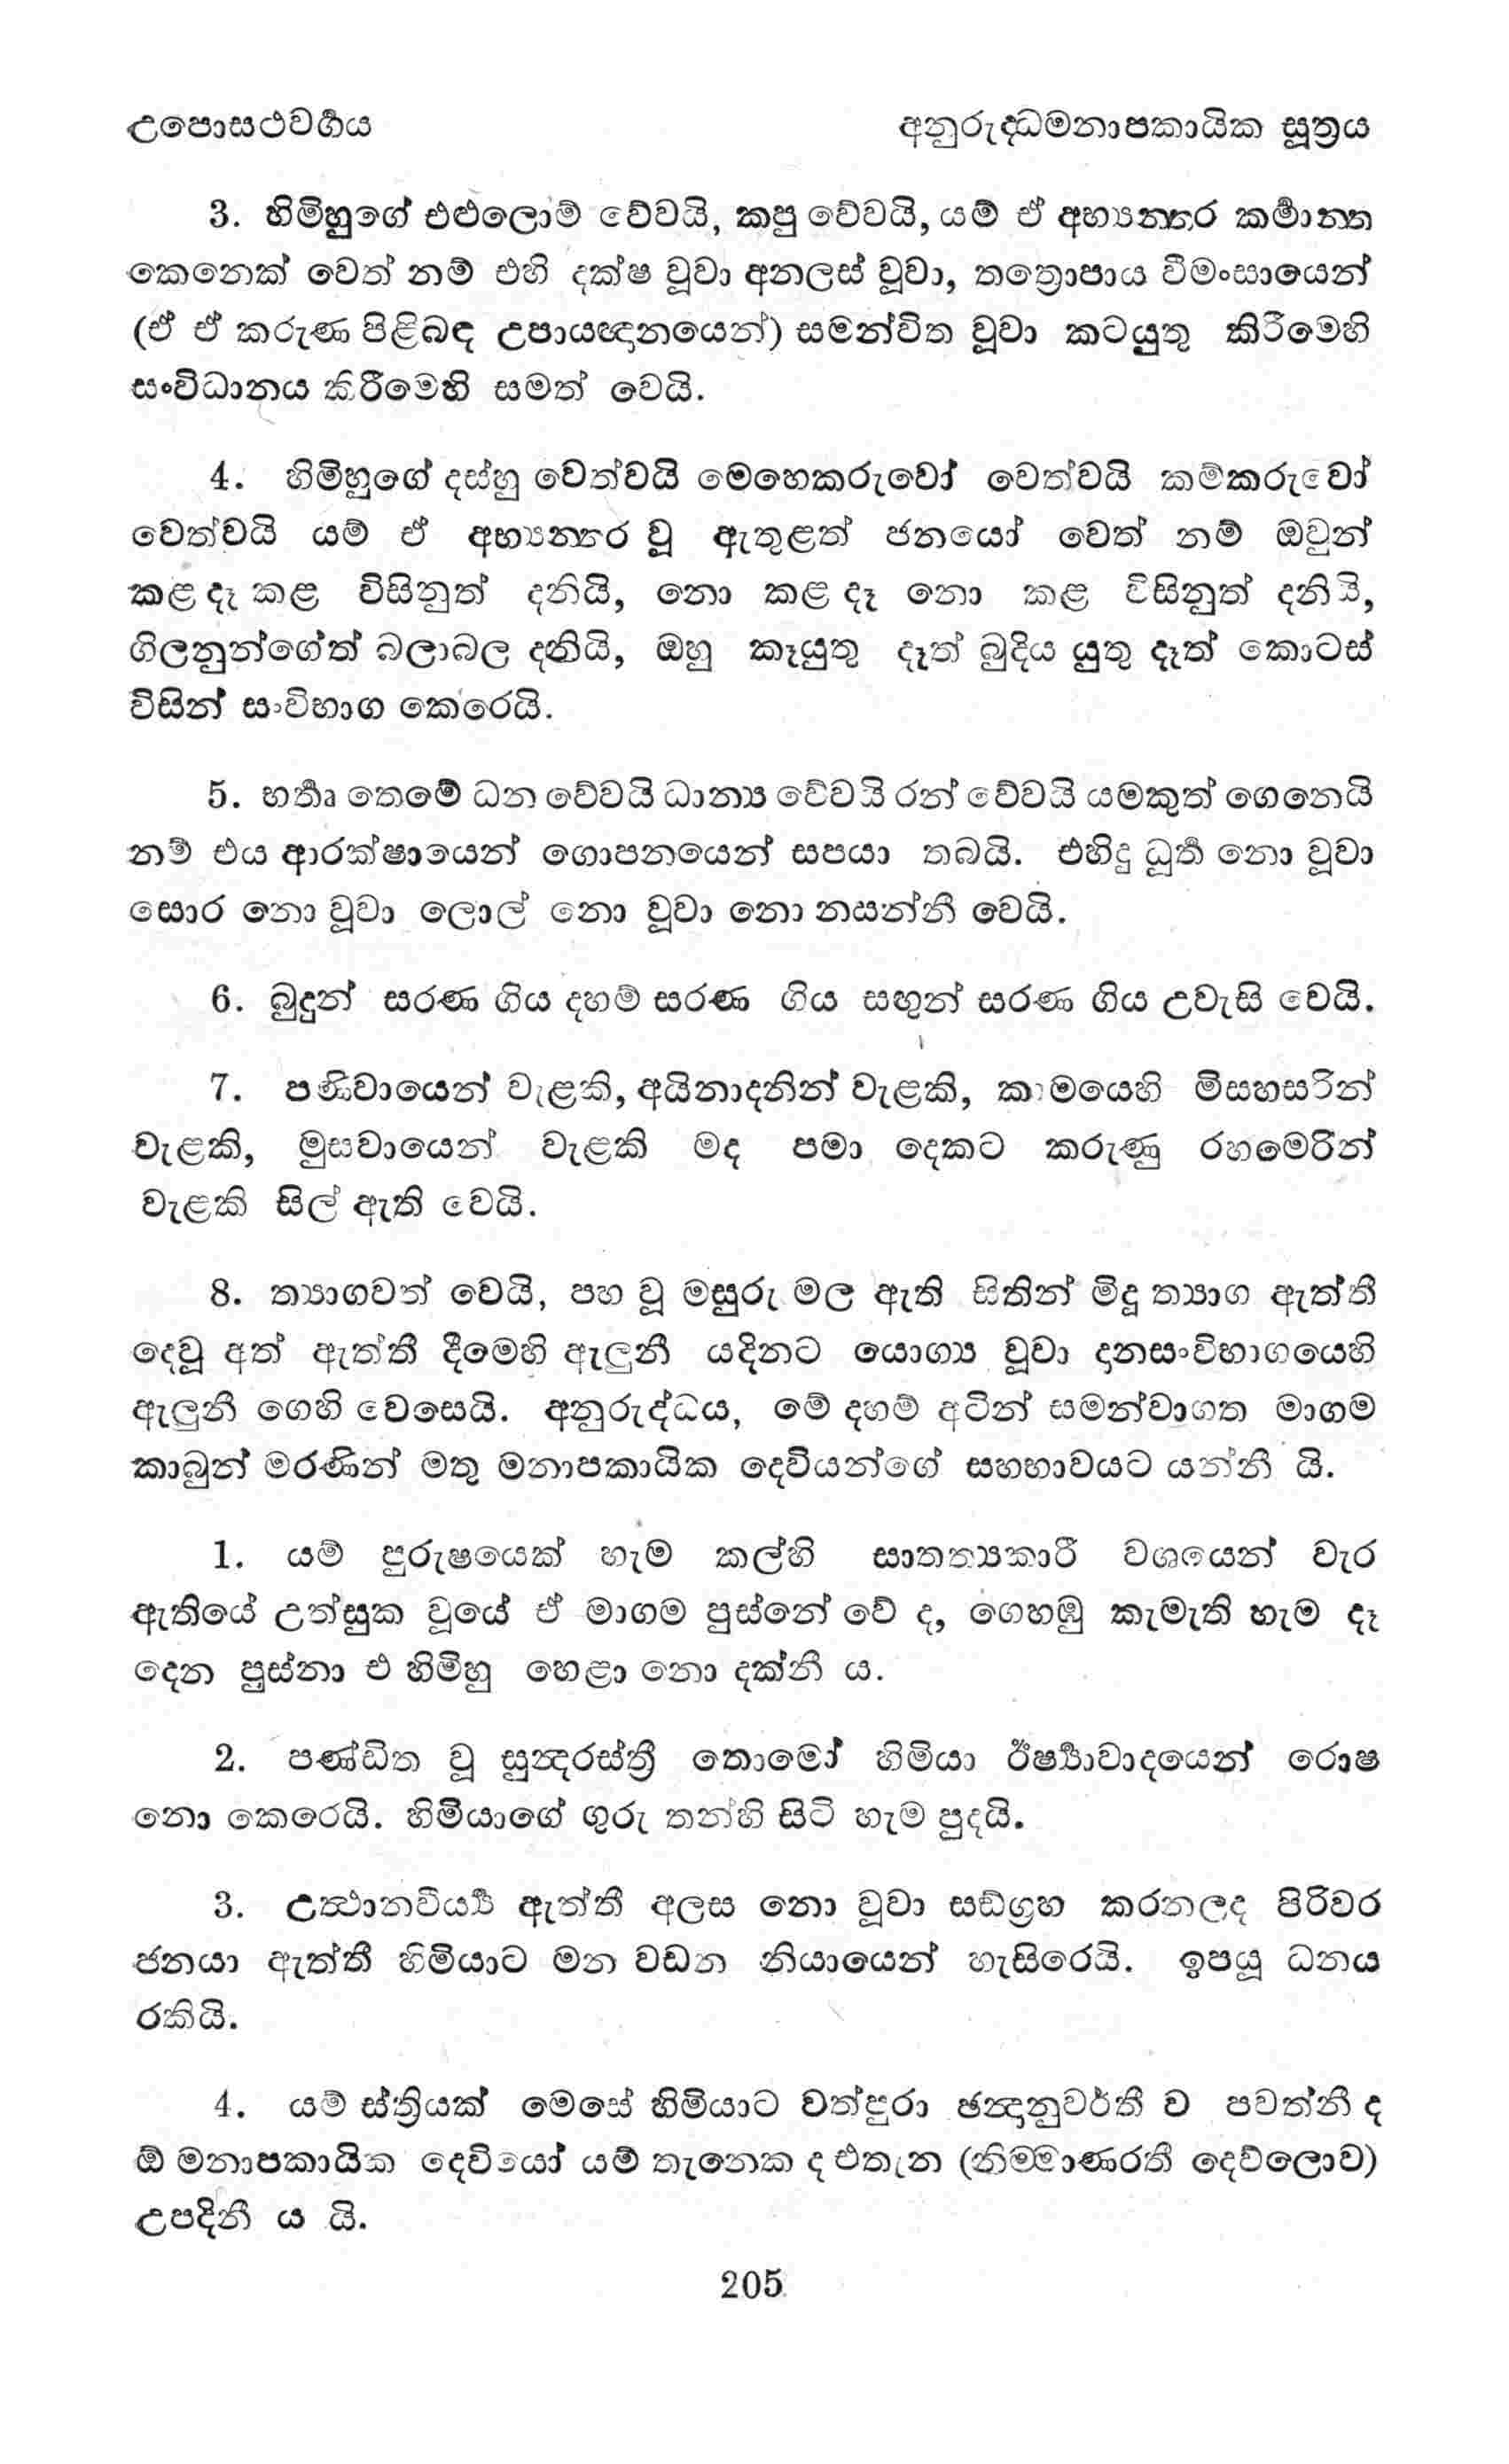 උපොසථවර්‍ගය
අනුරුද්‍ධමනාපකායික සූත්‍රය
3. හිමිහුගේ එළුලොම් වේවයි, කපු වේවයි, යම් ඒ අභ්‍යන්‍තර කර්‍මාන්‍ත
කෙනෙක් වෙත් නම් එහි දක්ෂ වූවා අනලස් වූවා, තත්‍රොපාය වීමංසායෙන්
(ඒ ඒ කරුණ පිළිබඳ උපායඥානයෙන්) සමන්විත වූවා කටයුතු කිරීමෙහි
සංවිධානය කිරීමෙහි සමත් වෙයි.
4. හිමිහුගේ දස්හු වෙත්වයි මෙහෙකරුවෝ වෙත්වයි කම්කරුවෝ
වෙත්වයි යම් ඒ අභ්‍යන්‍තර වූ ඇතුළත් ජනයෝ වෙත් නම් ඔවුන්
කළ දෑ කළ විසිනුත් දනියි, නො කළ දෑ නො කළ විසිනුත් දනියි,
ගිලනුන්ගේත් බලාබල දනියි, ඔහු කෑයුතු දෑත් බුදිය යුතු දෑත් කොටස්
විසින් සංවිභාග කෙරෙයි.
5. භර්‍තෘ තෙමේ ධන වේවයි ධාන්‍ය වේවයි රන් වේවයි යමකුත් ගෙනෙයි
නම් එය ආරක්ෂායෙන් ගොපනයෙන් සපයා තබයි. එහිදු ධූර්‍ත නො වූවා
සොර නො වූවා ලොල් නො වූවා නො නසන්නී වෙයි.
6. බුදුන් සරණ ගිය දහම් සරණ ගිය සඟුන් සරණ ගිය උවැසි වෙයි.
7. පණිවායෙන් වැළකි, අයිනාදනින් වැළකි, කාමයෙහි මිසහසරින්
වැළකි, මුසවායෙන් වැළකි මද පමා දෙකට කරුණු රහමෙරින්
වැළකි සිල් ඇති වෙයි.
8. ත්‍යාගවත් වෙයි, පහ වූ මසුරු මල ඇති සිතින් මිදූ ත්‍යාග ඇත්තී
දෙවූ අත් ඇත්තී දීමෙහි ඇලුනී යදිනට යොග්‍ය වූවා දානසංවිභාගයෙහි
ඇලුනී ගෙහි වෙසෙයි. අනුරුද්ධය, මේ දහම් අටින් සමන්වාගත මාගම
කාබුන් මරණින් මතු මනාපකායික දෙවියන්ගේ සහභාවයට යන්නී යි.
1. යම් පුරුෂයෙක් හැම කල්හි සාතත්‍යකාරී වශයෙන් වැර
ඇතියේ උත්සුක වූයේ ඒ මාගම පුස්නේ වේ ද, ගෙහඹු කැමැති හැම දෑ
දෙන පුස්නා එ හිමිහු හෙළා නො දක්නී ය.
2. පණ්ඩිත වූ සුන්‍දරස්ත්‍රී තොමෝ හිමියා ඊර්‍ෂ්‍යාවාදයෙන් රොෂ
නො කෙරෙයි. හිමියාගේ ගුරු තන්හි සිටි හැම පුදයි.
3. උත්‍ථානවීර්‍ය්‍ය ඇත්තී අලස නො වූවා සඞ්ග්‍රහ කරනලද පිරිවර
ජනයා ඇත්තී හිමියාට මන වඩන නියායෙන් හැසිරෙයි. ඉපයූ ධනය
රකියි.
4. යම් ස්ත්‍රියක් මෙසේ හිමියාට වත්පුරා ඡන්‍දානුවර්තී ව පවත්නී ද
ඕ මනාපකායික දෙවියෝ යම් තැනෙක ද එතැන (නිම්මාණරතී දෙව්ලොව)
උපදිනී ය යි.
205